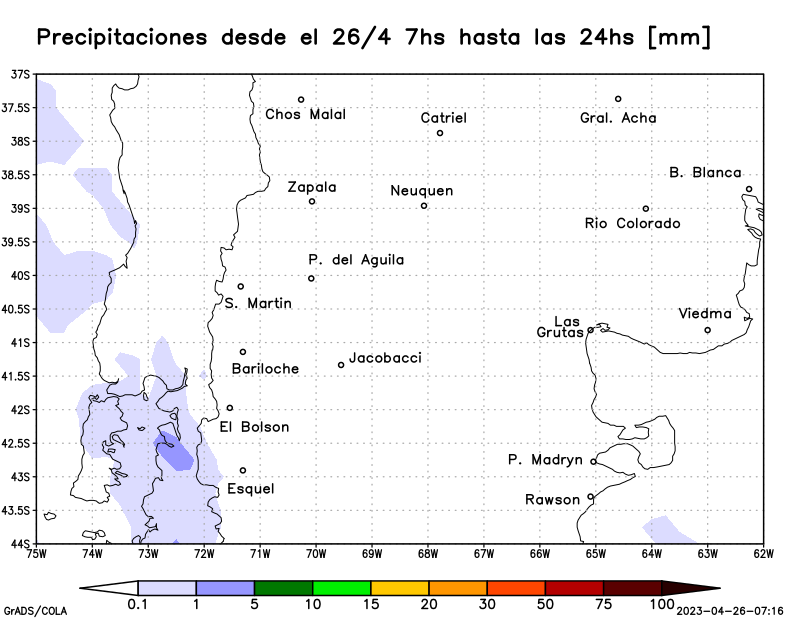 Precipitaciones desde el 26/4 7hs hasta las 24hs [mm]
37S
37.5S
38S
38.5S
39S
39.5S
40S
40.5S
41S
41.5S
42S
42.5S
43S
43.5S
44S
Chos Malal
Catriel
Gral. Acha
B. Blanca
Zapala
Neuquen
Rio Colorado
P. del Aguila
S. Martin
Viedma
Las
Grutas
Jacobacci
Bariloche
El Bolson
P. Madryn
Esquel
Rawson
75W 74W 73W 72W 71W 70W 69W 68W 67W 66W 65W 64W 63W 62W
0.1 1 5 10 15 20 30 50 75 100
GrADS/COLA
2023-04-26-07:16